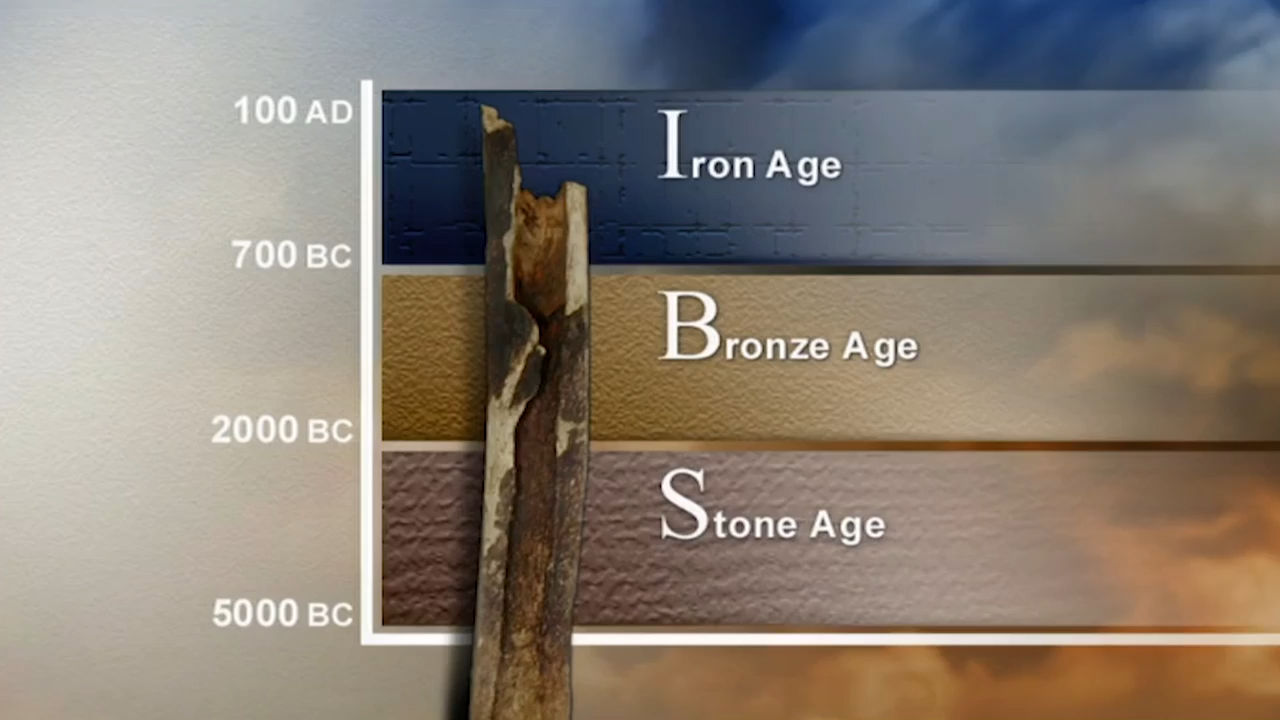 100 AD
Iron Age
700 BC
Bronze Age
2000 BC
Stone Age
5000 BC